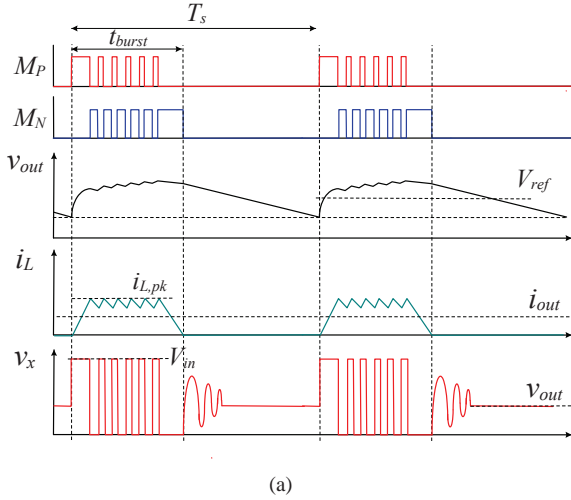 T_s
t_burst
M_P
M_N
v_out
V_ref
i_L
i_L,pk
i_out
v_x
V_in
v_out
(a)